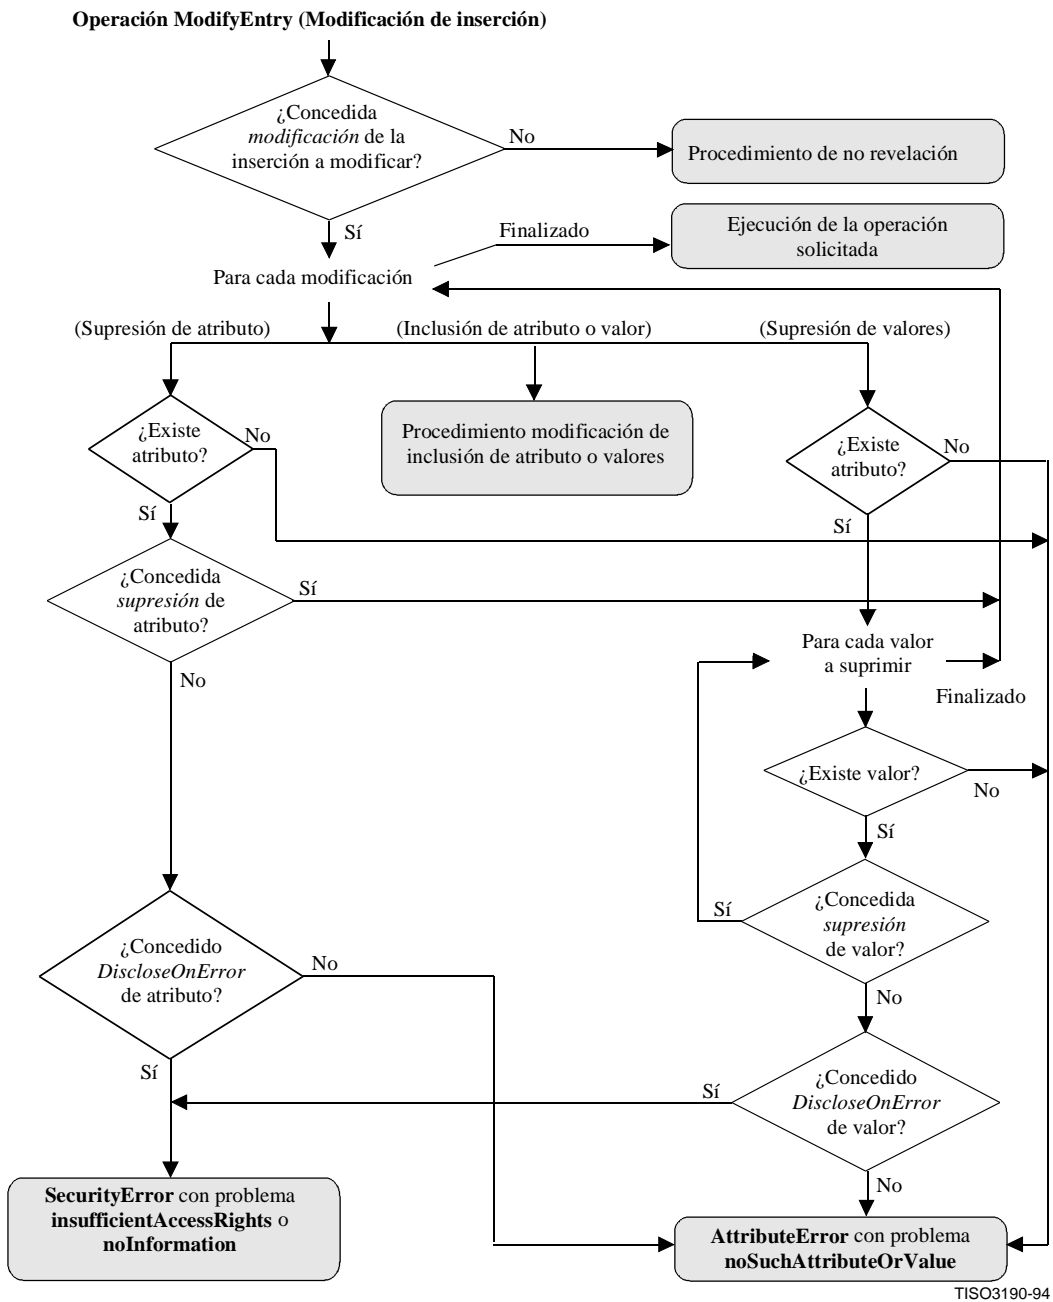 Operación ModifyEntry (Modificación de inserción)
¿Concedida
modificación de la
inserción a modificar?
No
Procedimiento de no revelación
Sí
Finalizado
Ejecución de la operación
solicitada
Para cada modificación
(Supresión de atributo)
(Inclusión de atributo o valor)
(Supresión de valores)
¿Existe
atributo?
No
Procedimiento modificación de
inclusión de atributo o valores
¿Existe
atributo?
No
Sí
Sí
¿Concedida
supresión de
atributo?
Sí
No
Para cada valor
a suprimir
Finalizado
¿Existe valor?
No
Sí
¿Concedida
supresión
de valor?
Sí
No
¿Concedido
DiscloseOnError
de atributo?
No
Sí
¿Concedido
DiscloseOnError
de valor?
Sí
No
SecurityError con problema
insufficientAccessRights o
noInformation
AttributeError con problema
noSuchAttributeOrValue
TISO3190-94